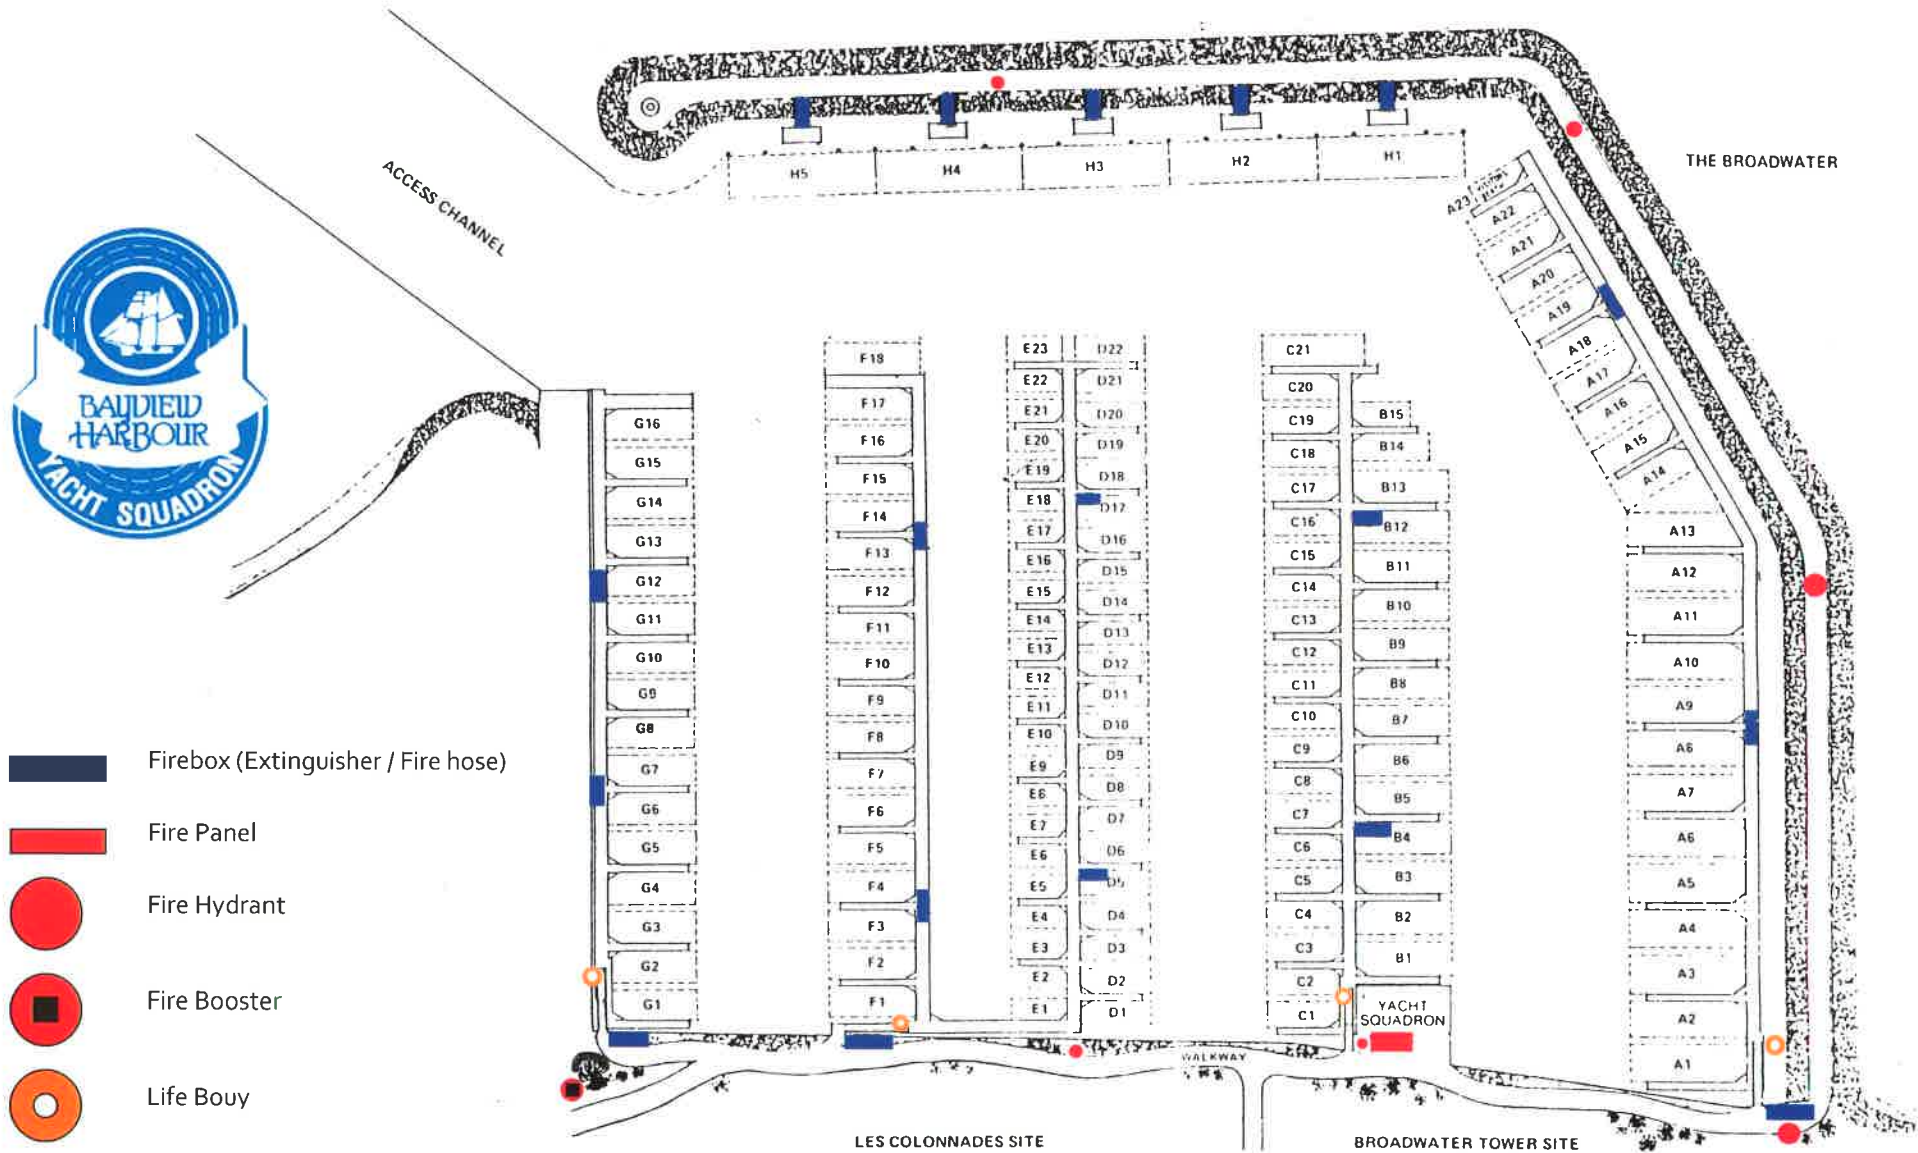 THE BROADWATER
ACCESS CHANNEL
H5
H4
H3
H2
H1
A23
VISITORS BERTH
A22
A21
A20
A19
A18
A17
A16
A15
A14
A13
A12
A11
A10
A9
A6
A7
A6
A5
A4
A3
A2
A1
BAYVIEW
HARBOUR
YACHT SQUADRON
G16
G15
G14
G13
G12
G11
G10
G9
G8
G7
G6
G5
G4
G3
G2
G1
F18
F17
F16
F15
F14
F13
F12
F11
F10
F9
F8
F7
F6
F5
F4
F3
F2
F1
E23
E22
E21
E20
E19
E18
E17
E16
E15
E14
E13
E12
E11
E10
E9
E8
E7
E6
E5
E4
E3
E2
E1
D22
D21
D20
D19
D18
D17
D16
D15
D14
D13
D12
D11
D10
D9
D8
D7
D6
D5
D4
D3
D2
D1
C21
C20
C19
C18
C17
C16
C15
C14
C13
C12
C11
C10
C9
C8
C7
C6
C5
C4
C3
C2
C1
B15
B14
B13
B12
B11
B10
B9
B8
B7
B6
B5
B4
B3
B2
B1
YACHT
SQUADRON
WALKWAY
Firebox (Extinguisher / Fire hose)
Fire Panel
Fire Hydrant
Fire Booster
Life Bouy
LES COLONNADES SITE
BROADWATER TOWER SITE